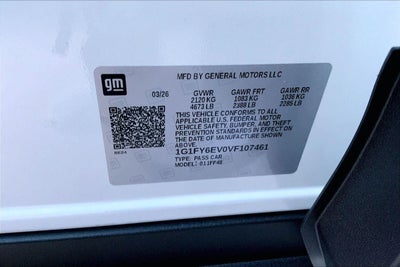 gm
MFD BY GENERAL MOTORS LLC
03/26 GVWR GAWR FRT GAWR RR
2120 KG 1083 KG 1036 KG
4673 LB 2388 LB 2285 LB
THIS VEHICLE CONFORMS TO ALL
APPLICABLE U.S. FEDERAL MOTOR
VEHICLE SAFETY, BUMPER, AND THEFT
PREVENTION STANDARDS IN EFFECT ON
THE DATE OF MANUFACTURE SHOWN ABOVE.
1G1FY6EV0VF107461
TYPE: PASS CAR
MODEL: 011FF48